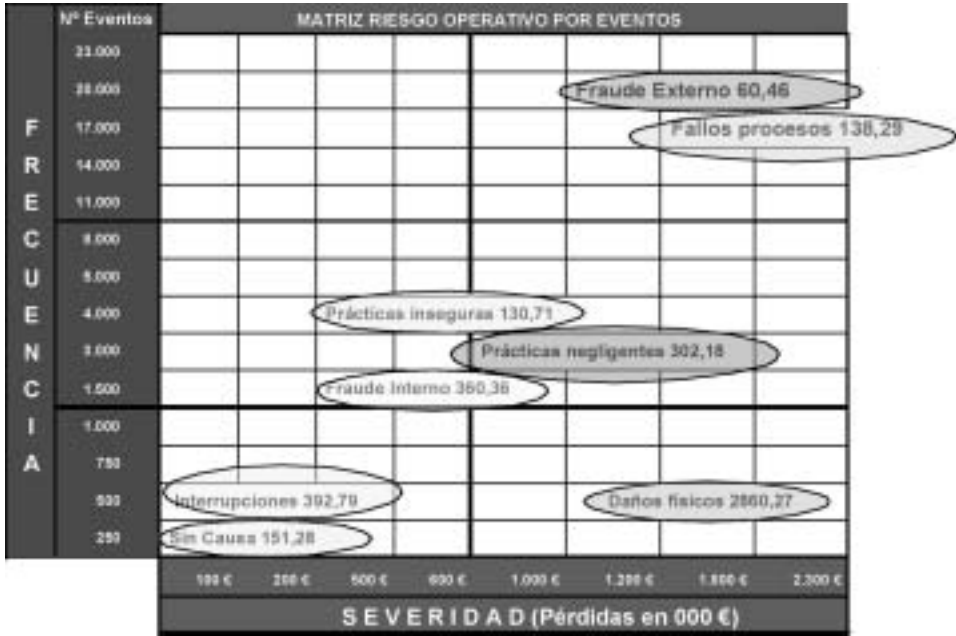 Nº Eventos MATRIZ RIESGO OPERATIVO POR EVENTOS
FRECUENCIA
23.000
20.000 Fraude Externo 60,46
17.000 Fallos procesos 138,29
14.000
11.000
8.000
5.000
4.000 Prácticas inseguras 130,71
3.000 Prácticas negligentes 302,18
1.500 Fraude Interno 360,36
1.000
750
500 Interrupciones 392,79 Daños físicos 2860,27
250 Sin Causa 151,28
100 € 200 € 500 € 600 € 1.000 € 1.200 € 1.800 € 2.300 €
SEVERIDAD (Pérdidas en 000 €)